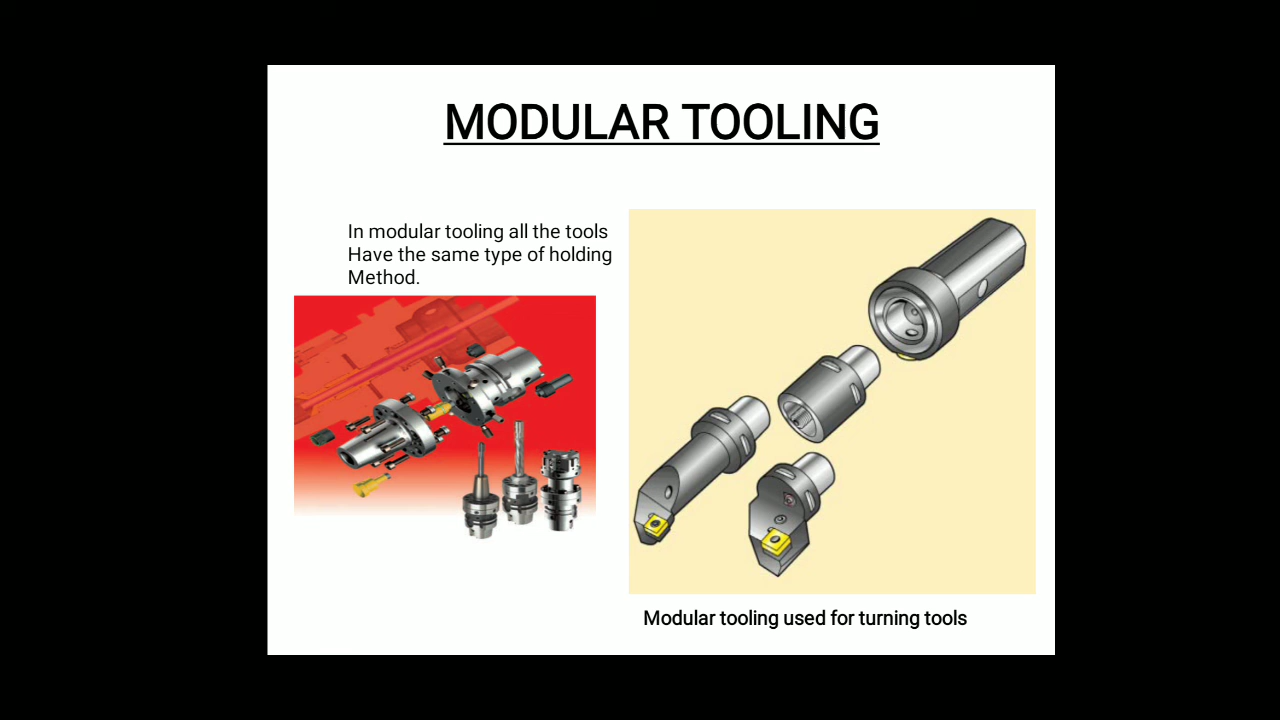 MODULAR TOOLING
In modular tooling all the tools
Have the same type of holding
Method.
Modular tooling used for turning tools